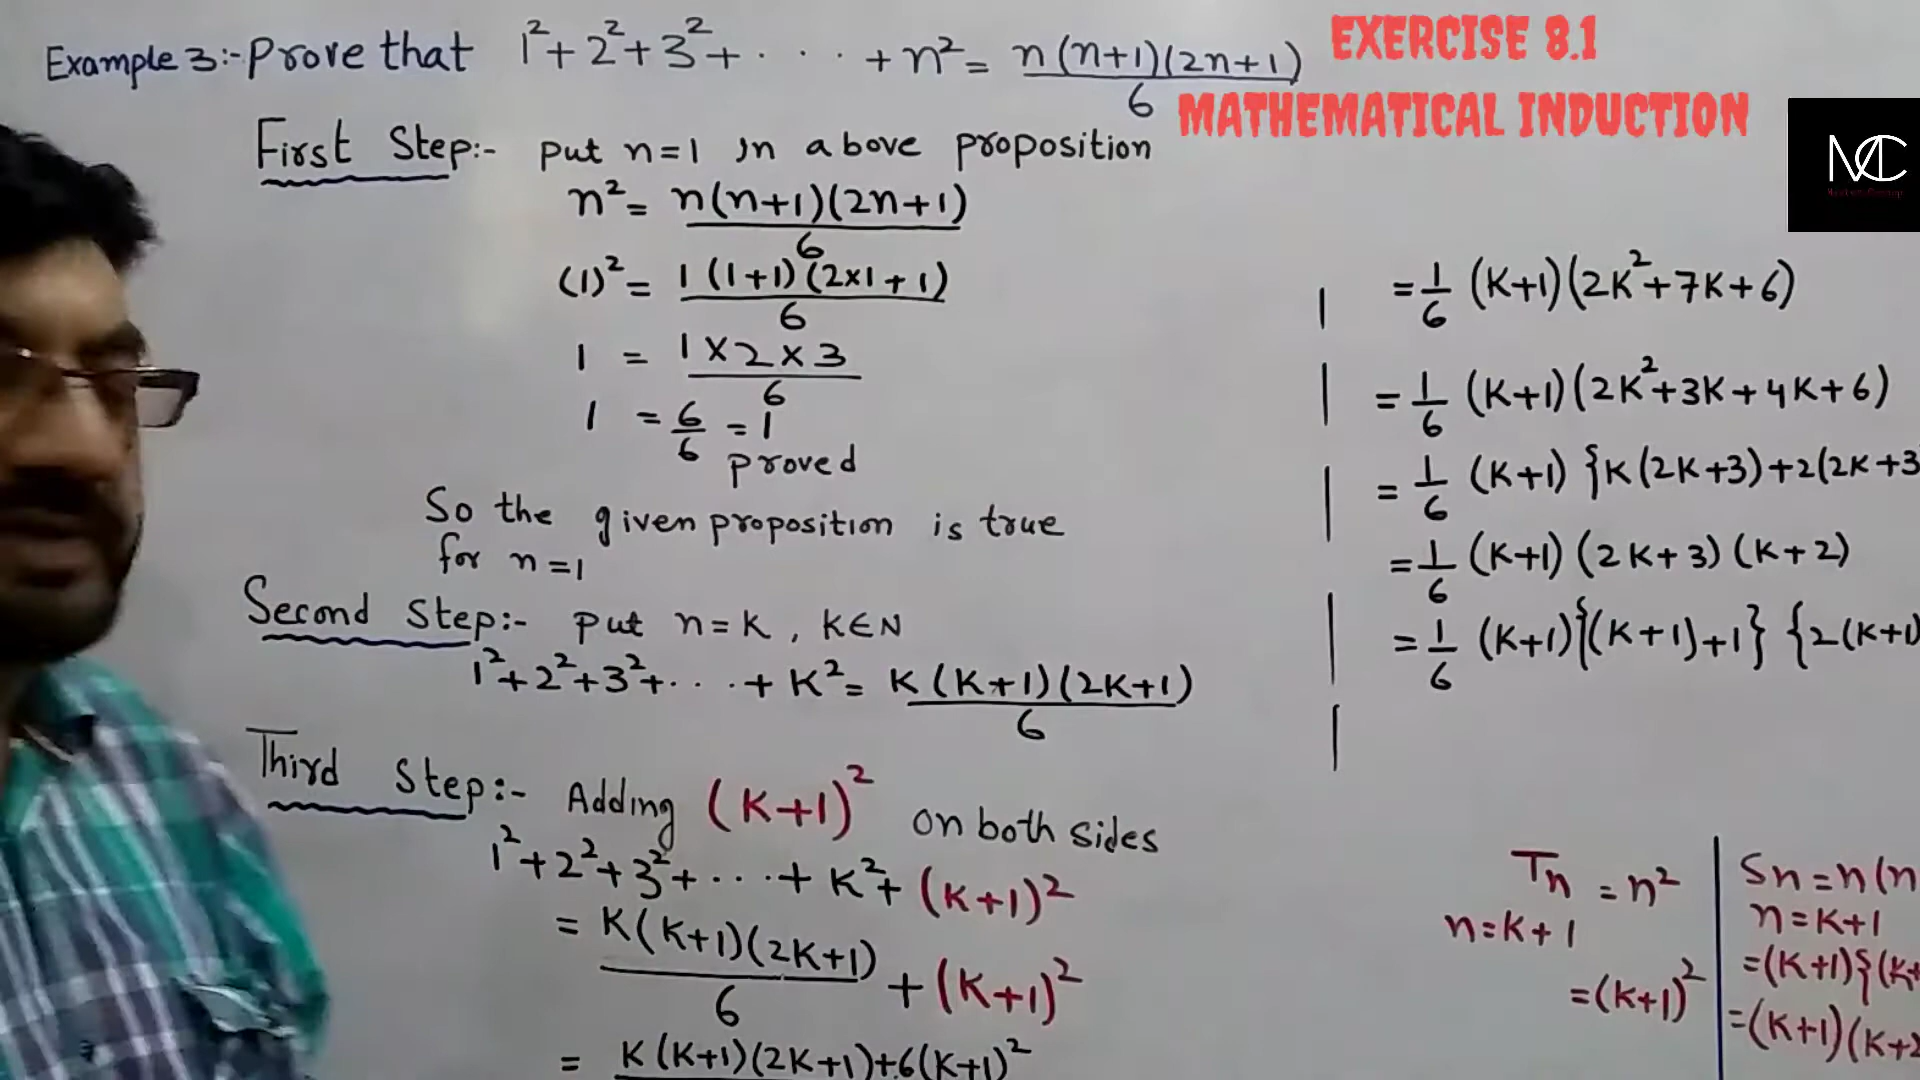 Example 3:- Prove that 1²+2²+3²+ . . . +n² = n(n+1)(2n+1)/6
EXERCISE 8.1
MATHEMATICAL INDUCTION
MC
First Step:- Put n=1 in above proposition
n² = n(n+1)(2n+1)/6
(1)² = 1(1+1)(2×1+1)/6
1 = 1×2×3/6
1 = 6/6 = 1
proved
So the given proposition is true
for n=1
Second Step:- Put n=K, K∈N
1²+2²+3²+ . . . +K² = K(K+1)(2K+1)/6
Third Step:- Adding (K+1)² on both sides
1²+2²+3²+ . . . +K²+(K+1)²
= K(K+1)(2K+1)/6 + (K+1)²
= K(K+1)(2K+1)+6(K+1)²
= 1/6 (K+1)(2K²+7K+6)
= 1/6 (K+1)(2K²+3K+4K+6)
= 1/6 (K+1){K(2K+3)+2(2K+3
= 1/6 (K+1)(2K+3)(K+2)
= 1/6 (K+1){(K+1)+1}{2(K+1)
Tn = n²
n=K+1
=(K+1)²
Sn = n(n
n=K+1
=(K+1){(K+
=(K+1)(K+2